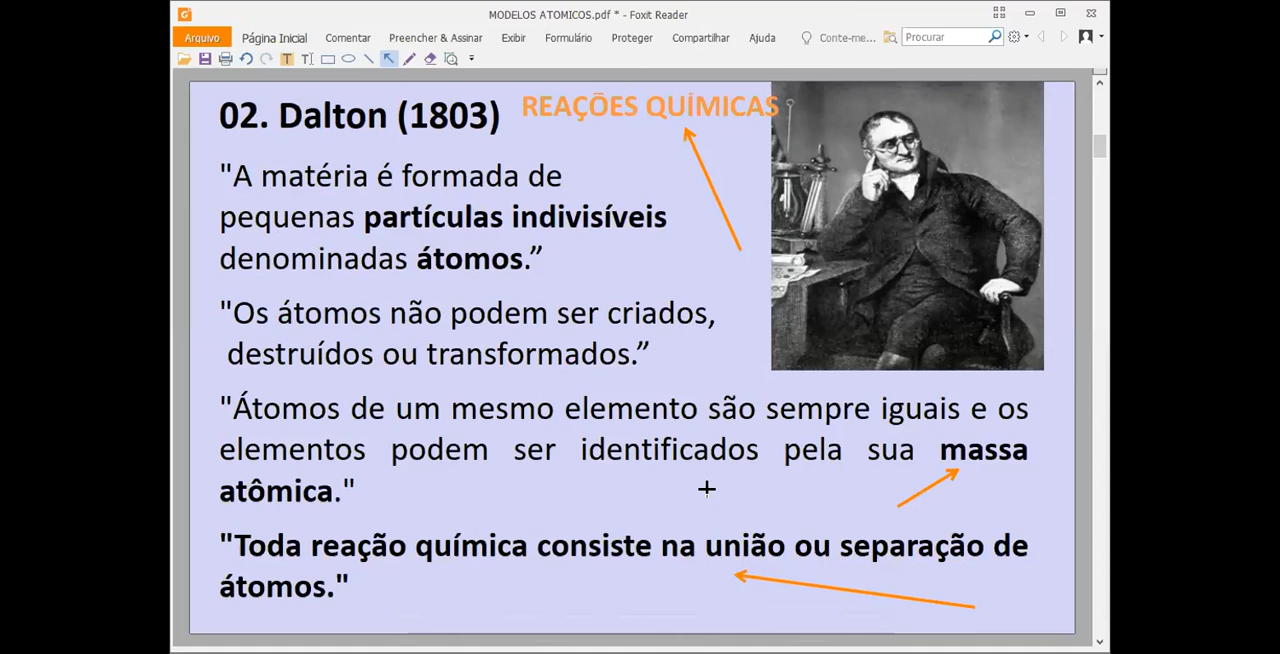 MODELOS ATOMICOS.pdf * - Foxit Reader
Arquivo Página Inicial Comentar Preencher & Assinar Exibir Formulário Proteger Compartilhar Ajuda Conte-me... Procurar
02. Dalton (1803) REAÇÕES QUÍMICAS
"A matéria é formada de
pequenas partículas indivisíveis
denominadas átomos.”
"Os átomos não podem ser criados,
destruídos ou transformados.”
"Átomos de um mesmo elemento são sempre iguais e os
elementos podem ser identificados pela sua massa
atômica."
"Toda reação química consiste na união ou separação de
átomos."